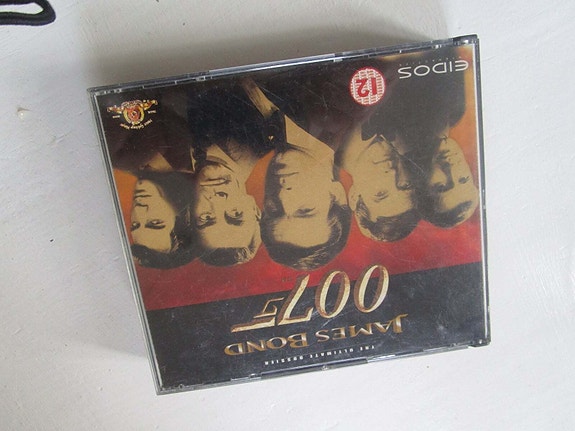 THE ULTIMATE DOSSIER
JAMES BOND
007
EIDOS
12